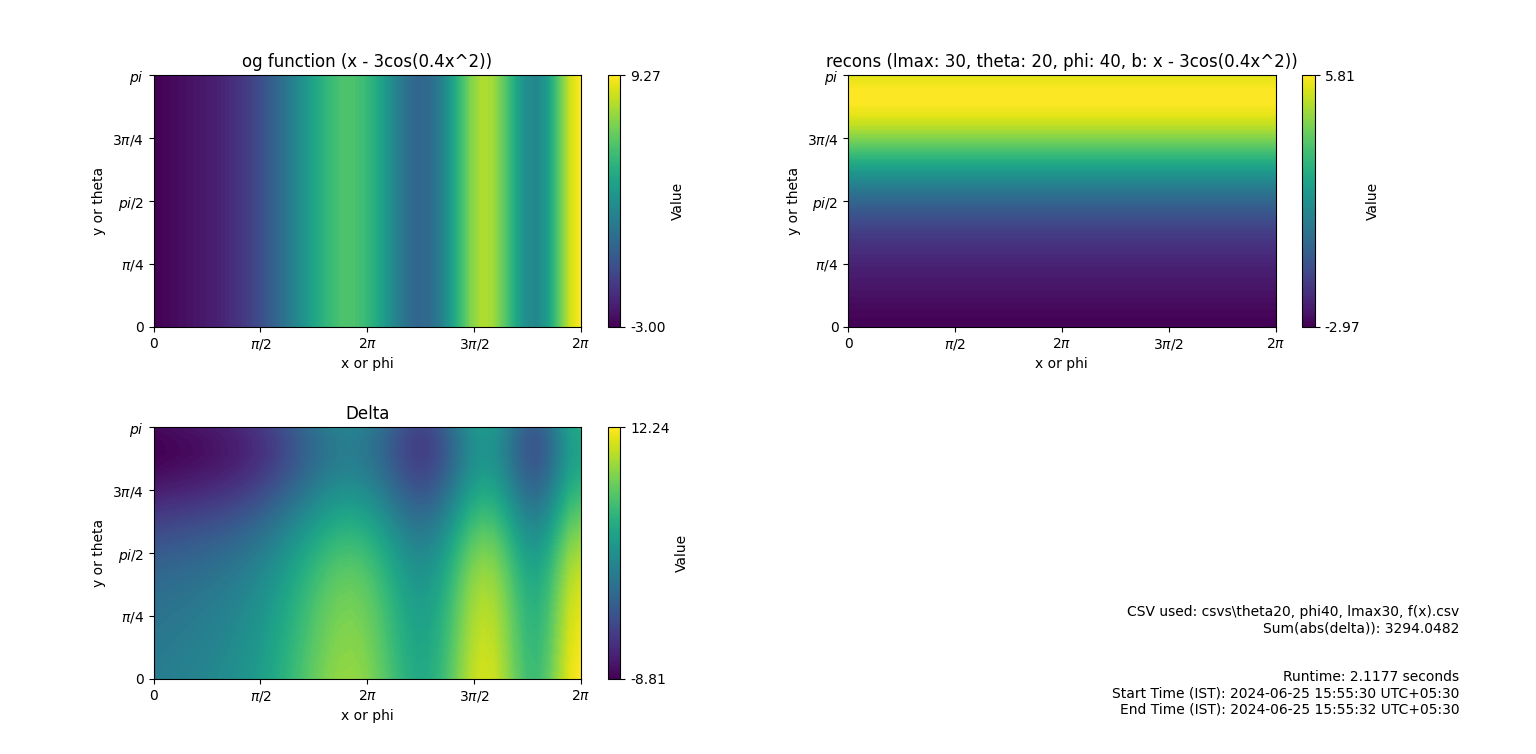 og function (x - 3cos(0.4x^2))
pi
3π/4
pi/2
π/4
0
y or theta
0
π/2
2π
3π/2
2π
x or phi
9.27
-3.00
Value
recons (lmax: 30, theta: 20, phi: 40, b: x - 3cos(0.4x^2))
pi
3π/4
pi/2
π/4
0
y or theta
0
π/2
2π
3π/2
2π
x or phi
5.81
-2.97
Value
Delta
pi
3π/4
pi/2
π/4
0
y or theta
0
π/2
2π
3π/2
2π
x or phi
12.24
-8.81
Value
CSV used: csvs\theta20, phi40, lmax30, f(x).csv
Sum(abs(delta)): 3294.0482
Runtime: 2.1177 seconds
Start Time (IST): 2024-06-25 15:55:30 UTC+05:30
End Time (IST): 2024-06-25 15:55:32 UTC+05:30